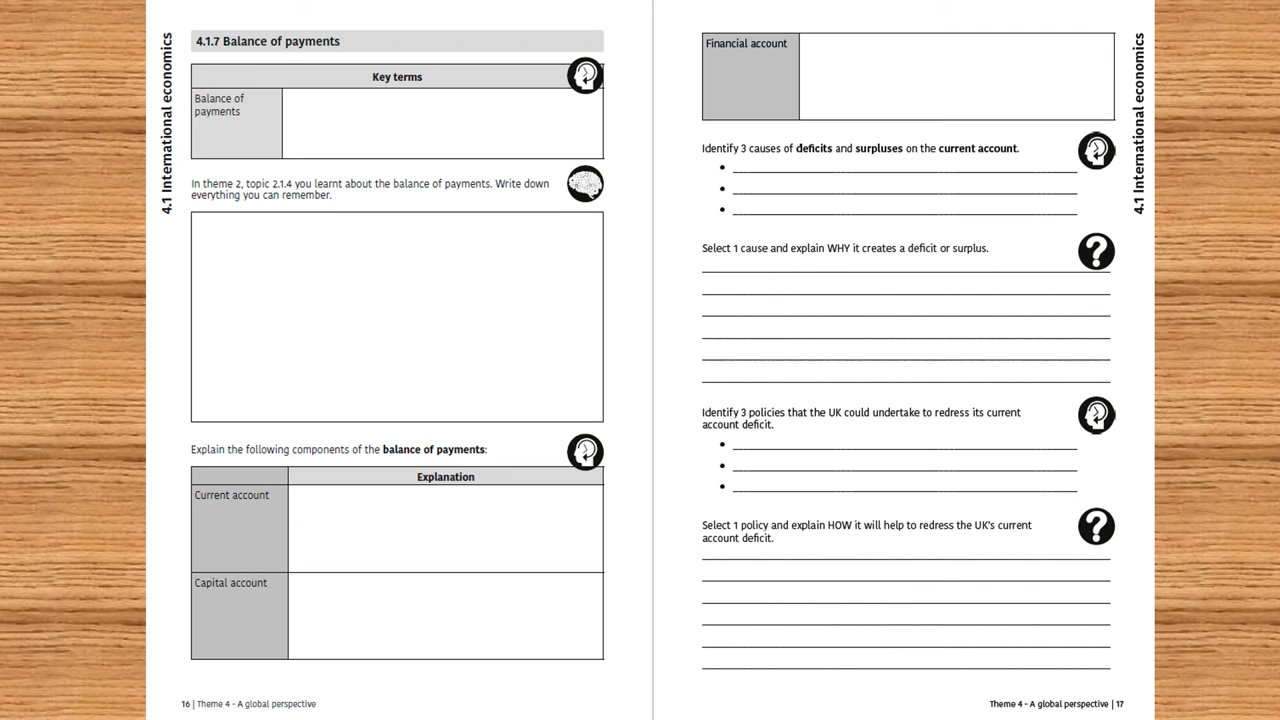 4.1 International economics
4.1.7 Balance of payments
Key terms
Balance of
payments
In theme 2, topic 2.1.4 you learnt about the balance of payments. Write down
everything you can remember.
Explain the following components of the balance of payments:
Explanation
Current account
Capital account
16 | Theme 4 - A global perspective
4.1 International economics
Financial account
Identify 3 causes of deficits and surpluses on the current account.
Select 1 cause and explain WHY it creates a deficit or surplus.
?
Identify 3 policies that the UK could undertake to redress its current
account deficit.
Select 1 policy and explain HOW it will help to redress the UK's current
account deficit.
?
Theme 4 - A global perspective | 17